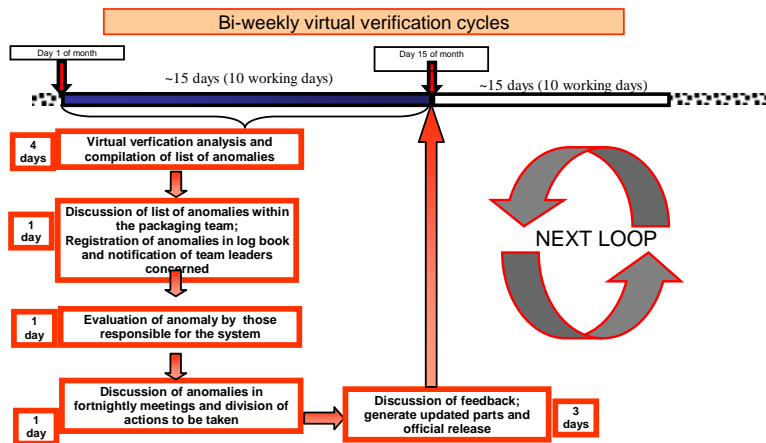 Bi-weekly virtual verification cycles
Day 1 of month
Day 15 of month
~15 days (10 working days)
~15 days (10 working days)
4
days
Virtual verfication analysis and
compilation of list of anomalies
1
day
Discussion of list of anomalies within
the packaging team;
Registration of anomalies in log book
and notification of team leaders
concerned
NEXT LOOP
1
day
Evaluation of anomaly by those
responsible for the system
1
day
Discussion of anomalies in
fortnightly meetings and division of
actions to be taken
Discussion of feedback;
generate updated parts and
official release
3
days